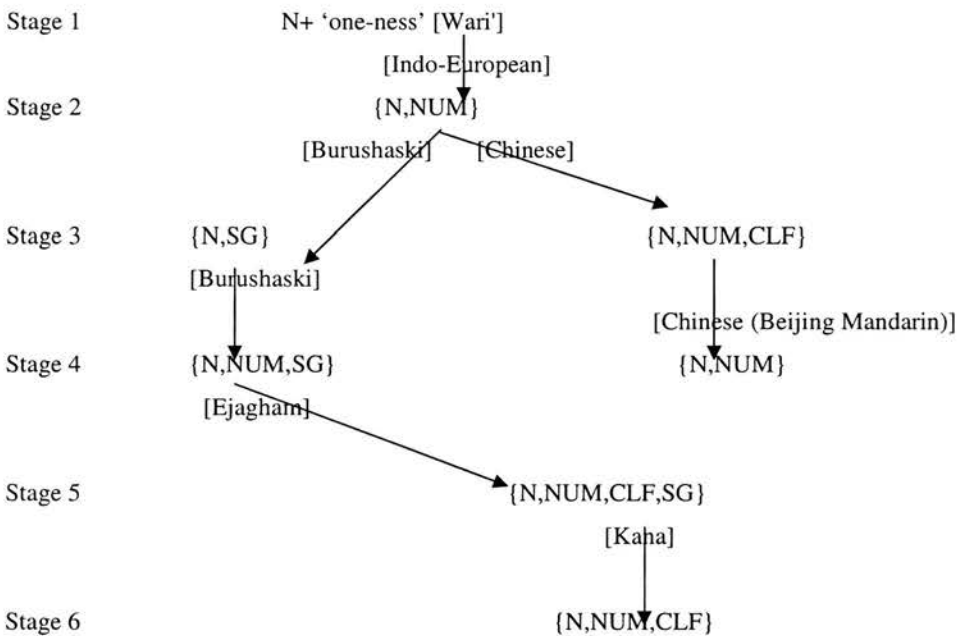 Stage 1 N+ ‘one-ness’ [Wari']
[Indo-European]
Stage 2 {N,NUM}
[Burushaski] [Chinese]
Stage 3 {N,SG} {N,NUM,CLF}
[Burushaski]
[Chinese (Beijing Mandarin)]
Stage 4 {N,NUM,SG} {N,NUM}
[Ejagham]
Stage 5 {N,NUM,CLF,SG}
[Kana]
Stage 6 {N,NUM,CLF}